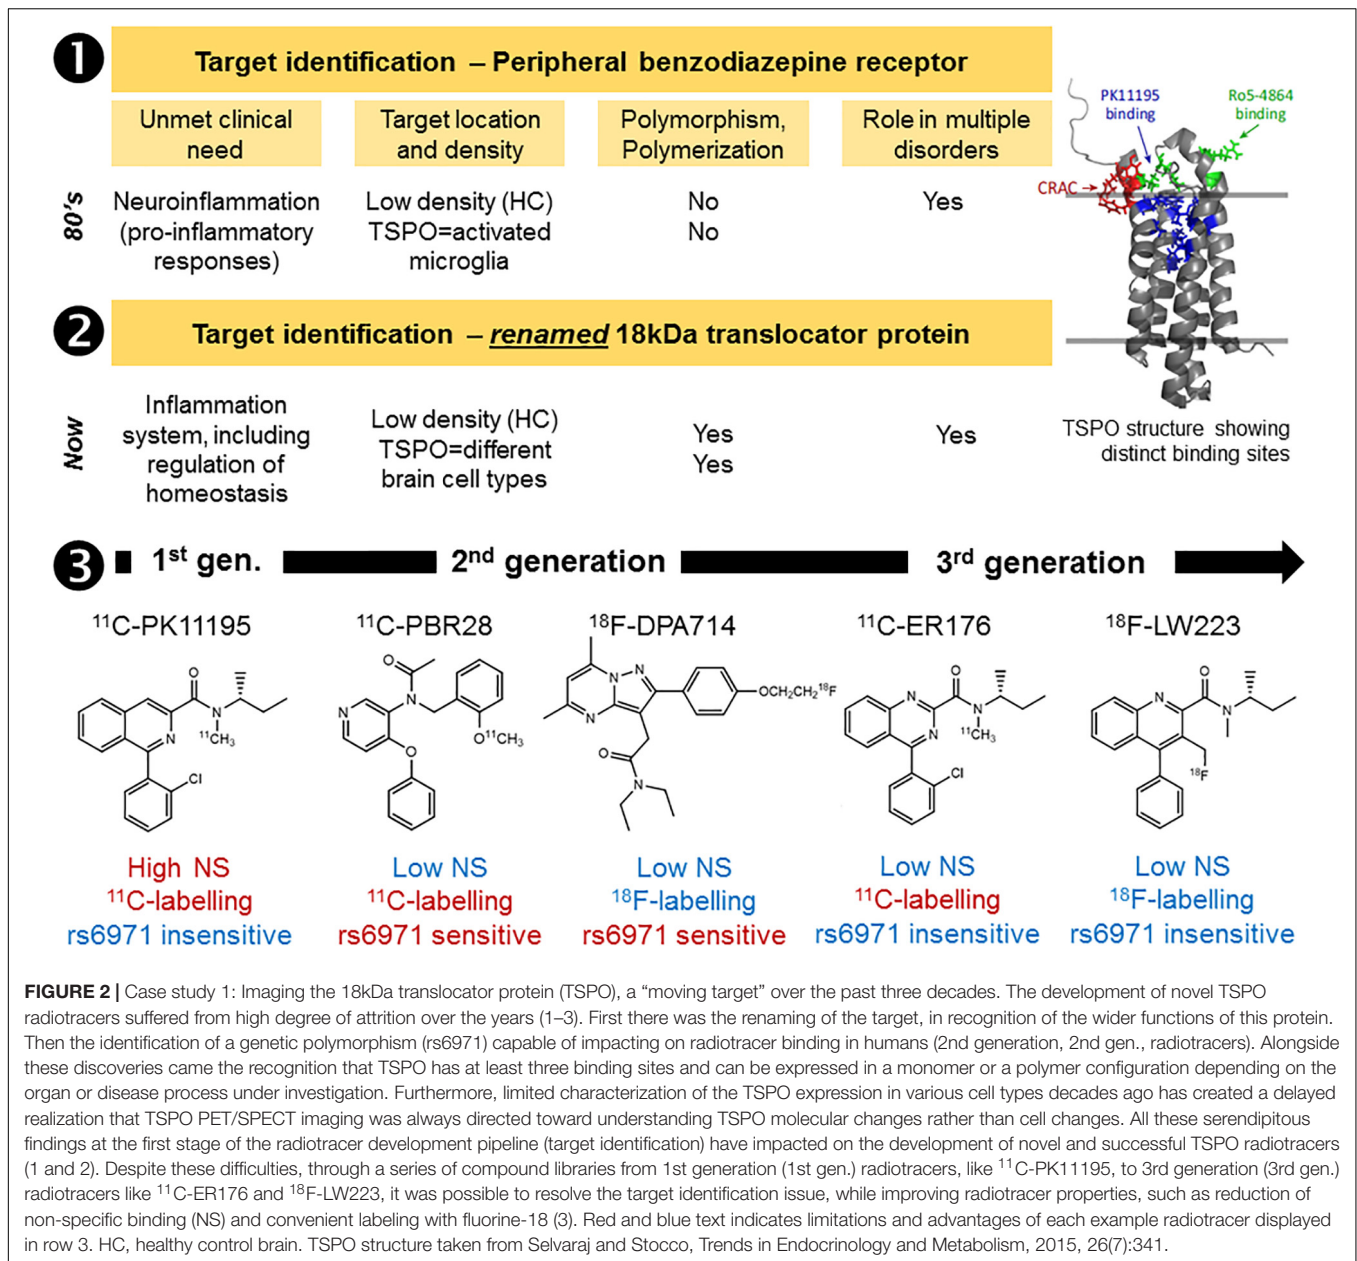 1
Target identification – Peripheral benzodiazepine receptor
Unmet clinical
need
Target location
and density
Polymorphism,
Polymerization
Role in multiple
disorders
80's
Neuroinflammation
(pro-inflammatory
responses)
Low density (HC)
TSPO=activated
microglia
No
No
Yes
PK11195
binding
Ro5-4864
binding
CRAC
TSPO structure showing
distinct binding sites
2
Target identification – renamed 18kDa translocator protein
Now
Inflammation
system, including
regulation of
homeostasis
Low density (HC)
TSPO=different
brain cell types
Yes
Yes
Yes
3
1st gen.
2nd generation
3rd generation
11C-PK11195
11C-PBR28
18F-DPA714
11C-ER176
18F-LW223
O
N
N
11CH3
Cl
O
N
N
O11CH3
O
N
N
N
OCH2CH218F
O
N
N
N
O
N
11CH3
Cl
N
O
N
18F
High NS
11C-labelling
rs6971 insensitive
Low NS
11C-labelling
rs6971 sensitive
Low NS
18F-labelling
rs6971 sensitive
Low NS
11C-labelling
rs6971 insensitive
Low NS
18F-labelling
rs6971 insensitive
FIGURE 2 | Case study 1: Imaging the 18kDa translocator protein (TSPO), a “moving target” over the past three decades. The development of novel TSPO
radiotracers suffered from high degree of attrition over the years (1–3). First there was the renaming of the target, in recognition of the wider functions of this protein.
Then the identification of a genetic polymorphism (rs6971) capable of impacting on radiotracer binding in humans (2nd generation, 2nd gen., radiotracers). Alongside
these discoveries came the recognition that TSPO has at least three binding sites and can be expressed in a monomer or a polymer configuration depending on the
organ or disease process under investigation. Furthermore, limited characterization of the TSPO expression in various cell types decades ago has created a delayed
realization that TSPO PET/SPECT imaging was always directed toward understanding TSPO molecular changes rather than cell changes. All these serendipitous
findings at the first stage of the radiotracer development pipeline (target identification) have impacted on the development of novel and successful TSPO radiotracers
(1 and 2). Despite these difficulties, through a series of compound libraries from 1st generation (1st gen.) radiotracers, like 11C-PK11195, to 3rd generation (3rd gen.)
radiotracers like 11C-ER176 and 18F-LW223, it was possible to resolve the target identification issue, while improving radiotracer properties, such as reduction of
non-specific binding (NS) and convenient labeling with fluorine-18 (3). Red and blue text indicates limitations and advantages of each example radiotracer displayed
in row 3. HC, healthy control brain. TSPO structure taken from Selvaraj and Stocco, Trends in Endocrinology and Metabolism, 2015, 26(7):341.